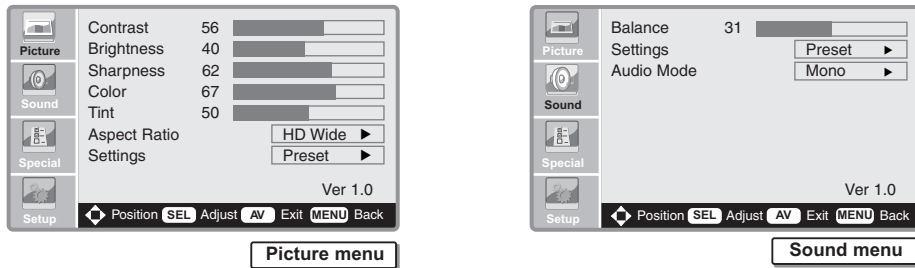 Picture
Sound
Special
Setup
Contrast 56
Brightness 40
Sharpness 62
Color 67
Tint 50
Aspect Ratio HD Wide ▶
Settings Preset ▶
Ver 1.0
Position SEL Adjust AV Exit MENU Back
Picture menu
Picture
Sound
Special
Setup
Balance 31
Settings Preset ▶
Audio Mode Mono ▶
Ver 1.0
Position SEL Adjust AV Exit MENU Back
Sound menu